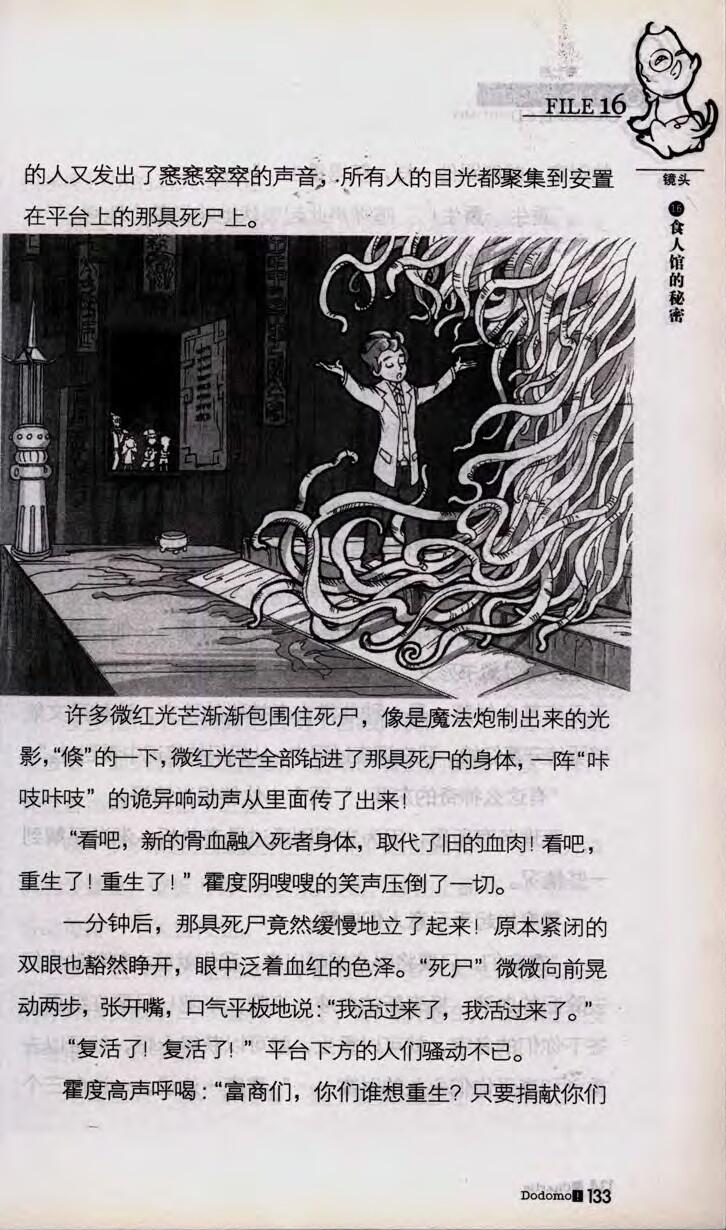 FILE 16
镜头
16 食人馆的秘密
的人又发出了窸窸窣窣的声音，所有人的目光都聚集到安置
在平台上的那具死尸上。
许多微红光芒渐渐包围住死尸，像是魔法炮制出来的光
影，“倏”的一下，微红光芒全部钻进了那具死尸的身体，一阵“咔
吱咔吱” 的诡异响动声从里面传了出来！
“看吧，新的骨血融入死者身体，取代了旧的血肉！看吧，
重生了！重生了！” 霍度阴嗖嗖的笑声压倒了一切。
一分钟后，那具死尸竟然缓慢地立了起来！原本紧闭的
双眼也豁然睁开，眼中泛着血红的色泽。“死尸” 微微向前晃
动两步，张开嘴，口气平板地说：“我活过来了，我活过来了。”
“复活了！复活了！” 平台下方的人们骚动不已。
霍度高声呼喝：“富商们，你们谁想重生？只要捐献你们
Dodomo! 133